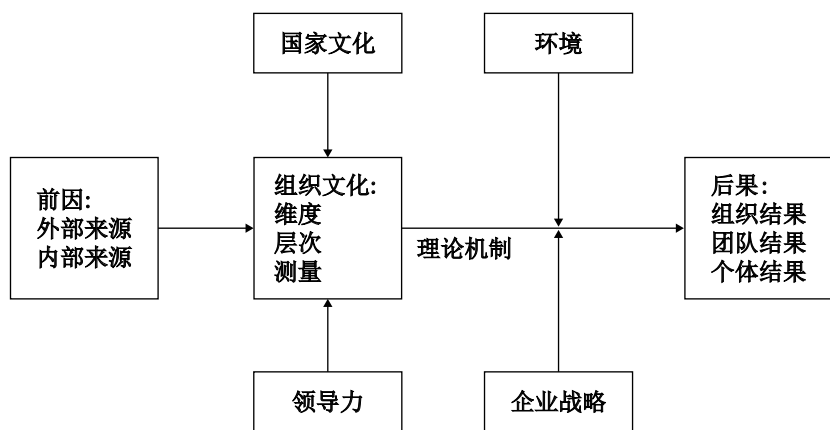 国家文化
环境
前因:
外部来源
内部来源
组织文化:
维度
层次
测量
理论机制
后果:
组织结果
团队结果
个体结果
领导力
企业战略